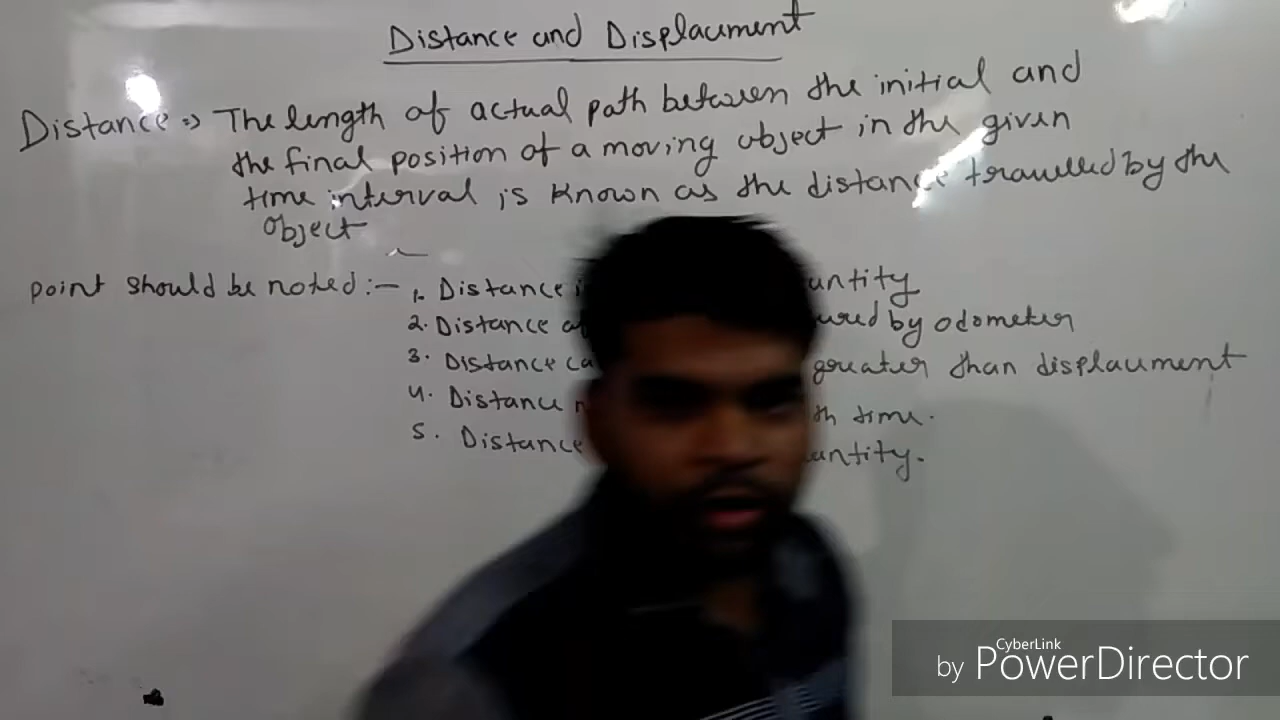 Distance and Displacement
Distance => The length of actual path between the initial and
the final position of a moving object in the given
time interval is known as the distance travelled by the
object
point should be noted :- 1. Distance untity
2. Distance ured by odometer
3. Distance ca greater than displacement
4. Distance th time.
5. Distance untity.
CyberLink
by PowerDirector